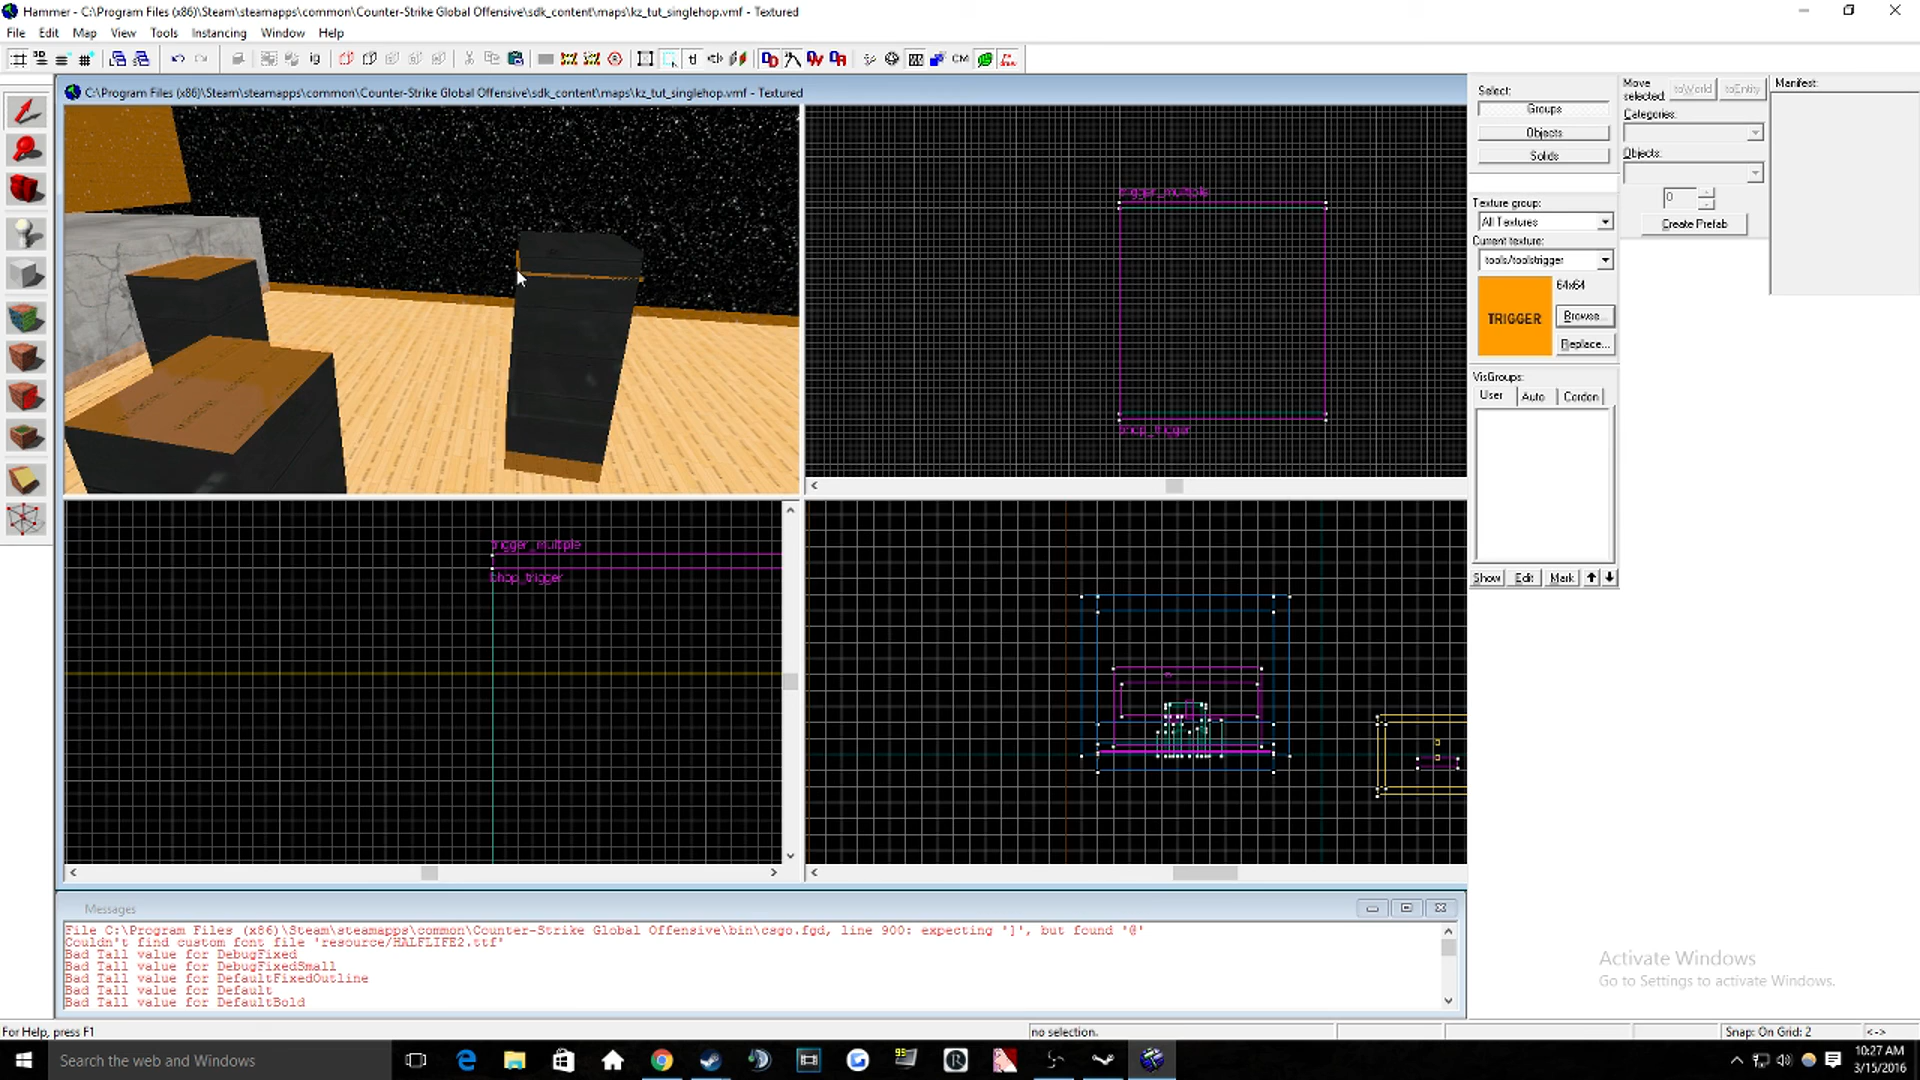 Hammer - C:\Program Files (x86)\Steam\steamapps\common\Counter-Strike Global Offensive\sdk_content\maps\kz_tut_singlehop.vmf - Textured
File Edit Map View Tools Instancing Window Help
C:\Program Files (x86)\Steam\steamapps\common\Counter-Strike Global Offensive\sdk_content\maps\kz_tut_singlehop.vmf - Textured
Select:
Groups
Objects
Solids
Move
selected:
toWorld
toEntity
Manifest:
Categories:
Objects:
0
Create Prefab
Texture group:
All Textures
Current texture:
tools/toolstrigger
64x64
TRIGGER
Browse...
Replace...
VisGroups:
User Auto Cordon
Show Edit Mark
trigger_multiple
bhop_trigger
trigger_multiple
bhop_trigger
Messages
File C:\Program Files (x86)\Steam\steamapps\common\Counter-Strike Global Offensive\bin\csgo.fgd, line 900: expecting ']', but found '@'
Couldn't find custom font file 'resource/HALFLIFE2.ttf'
Bad Tall value for DebugFixed
Bad Tall value for DebugFixedSmall
Bad Tall value for DefaultFixedOutline
Bad Tall value for Default
Bad Tall value for DefaultBold
Activate Windows
Go to Settings to activate Windows.
For Help, press F1
no selection.
Snap: On Grid: 2
<->
Search the web and Windows
10:27 AM
3/15/2016